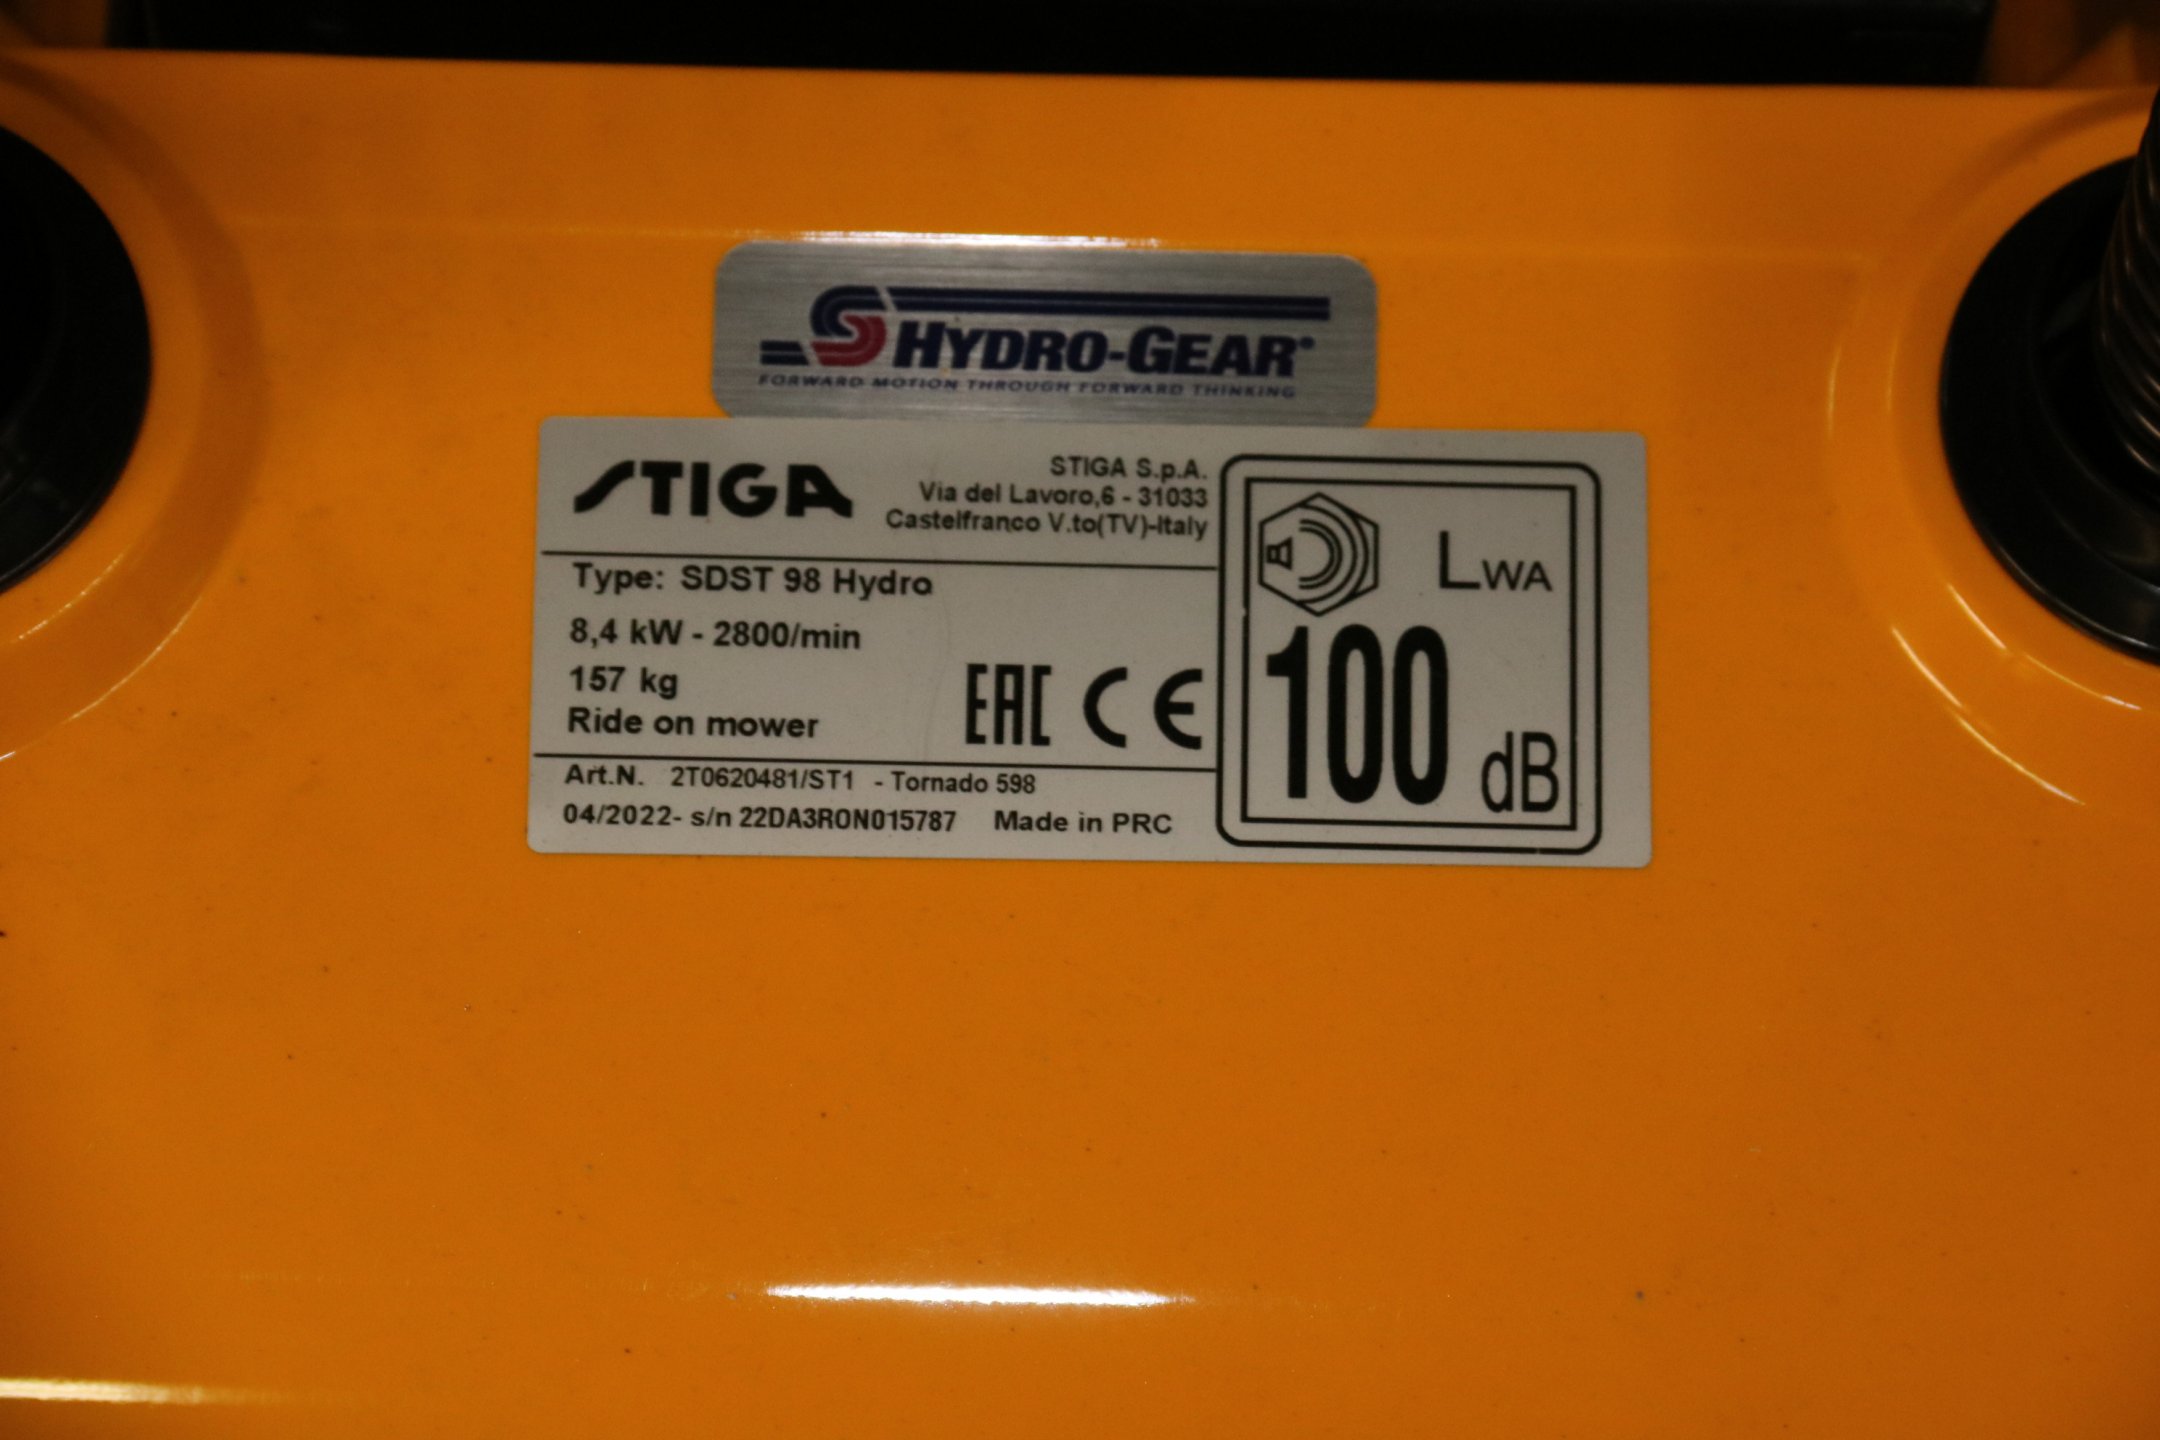 HYDRO-GEAR®
FORWARD MOTION THROUGH FORWARD THINKING
STIGA
STIGA S.p.A.
Via del Lavoro,6 - 31033
Castelfranco V.to(TV)-Italy
Type: SDST 98 Hydro
8,4 kW - 2800/min
157 kg
Ride on mower
EAC CE
Art.N. 2T0620481/ST1 - Tornado 598
04/2022- s/n 22DA3RON015787 Made in PRC
LWA
100 dB